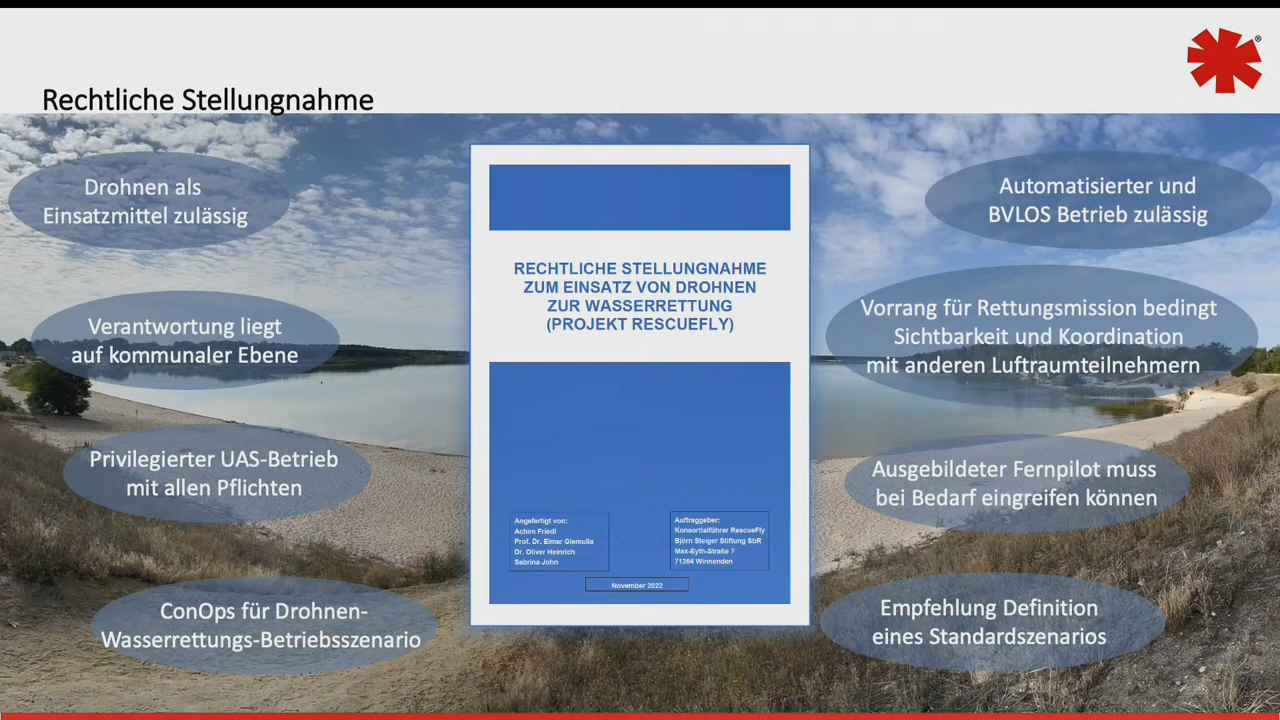 Rechtliche Stellungnahme
®
Drohnen als
Einsatzmittel zulässig
Verantwortung liegt
auf kommunaler Ebene
Privilegierter UAS-Betrieb
mit allen Pflichten
ConOps für Drohnen-
Wasserrettungs-Betriebsszenario
RECHTLICHE STELLUNGNAHME
ZUM EINSATZ VON DROHNEN
ZUR WASSERRETTUNG
(PROJEKT RESCUEFLY)
Angefertigt von:
Achim Friedl
Prof. Dr. Elmar Giemulla
Dr. Oliver Heinrich
Sabrina John
Auftraggeber:
Konsortialführer RescueFly
Björn Steiger Stiftung SbR
Max-Eyth-Straße 7
71364 Winnenden
November 2022
Automatisierter und
BVLOS Betrieb zulässig
Vorrang für Rettungsmission bedingt
Sichtbarkeit und Koordination
mit anderen Luftraumteilnehmern
Ausgebildeter Fernpilot muss
bei Bedarf eingreifen können
Empfehlung Definition
eines Standardszenarios